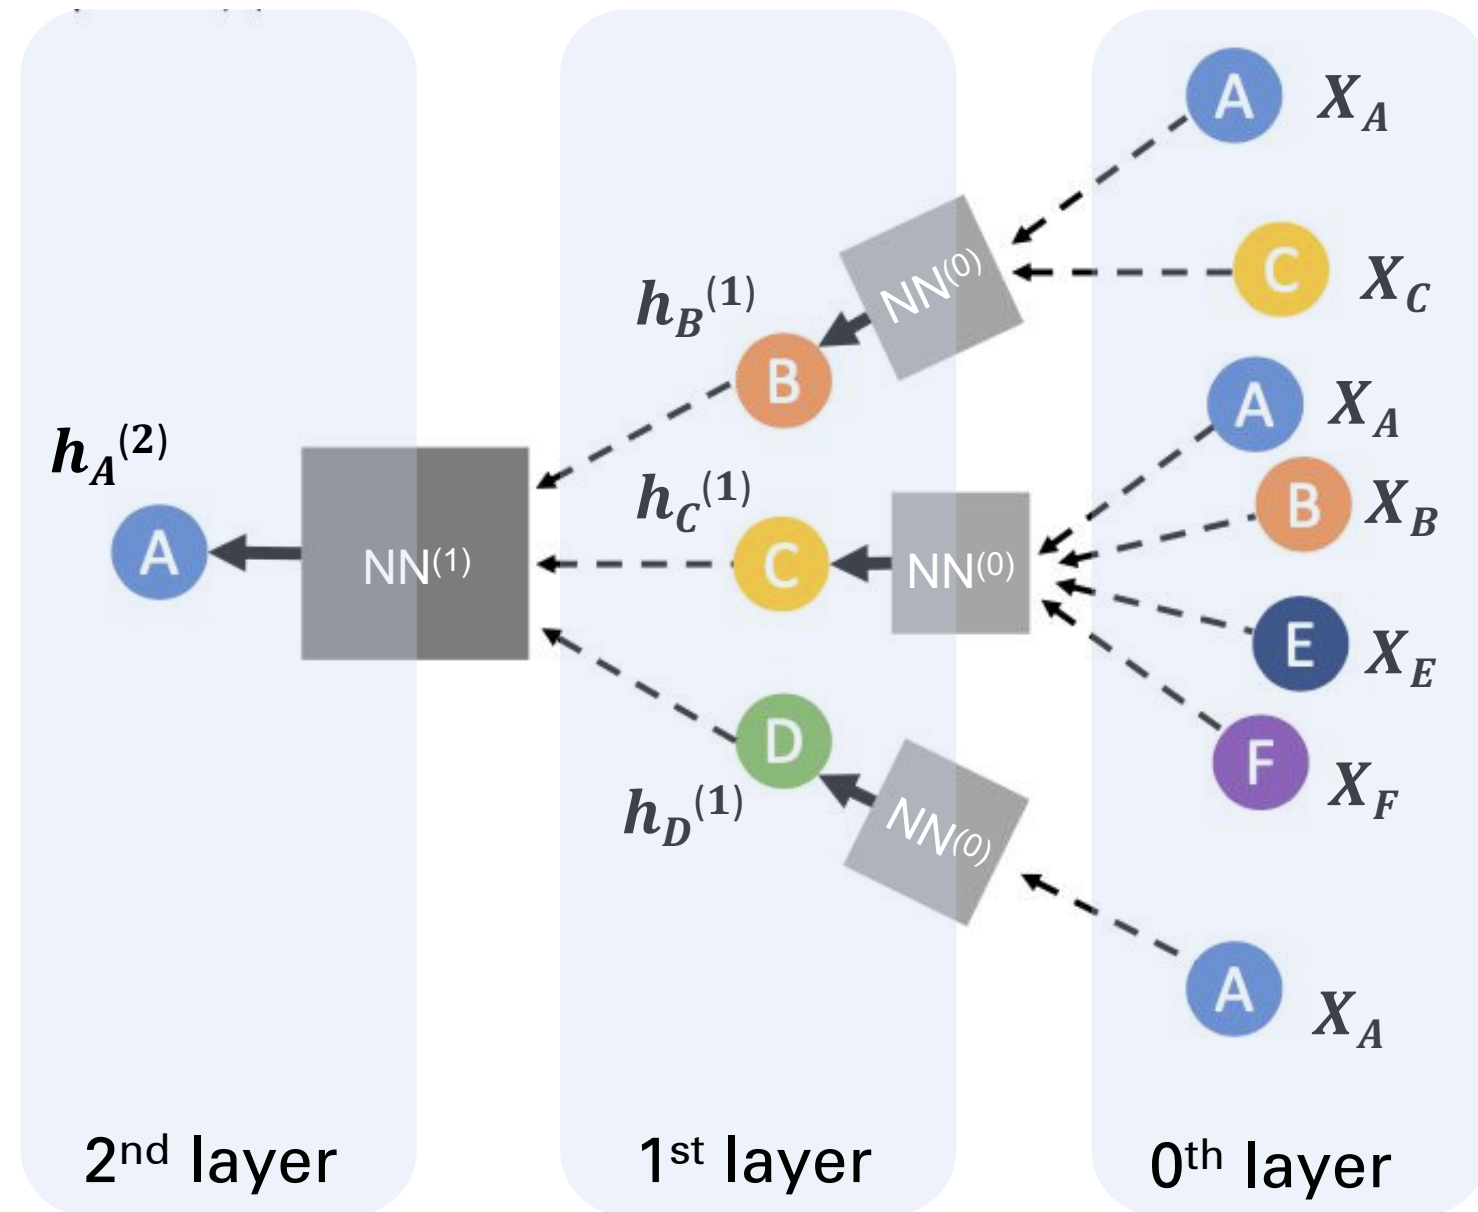 A X_A
C X_C
NN^(0)
h_B^(1)
B
A X_A
B X_B
h_A^(2)
h_C^(1)
A
NN^(1)
C
NN^(0)
E X_E
D
F X_F
h_D^(1)
NN^(0)
A X_A
2nd layer
1st layer
0th layer